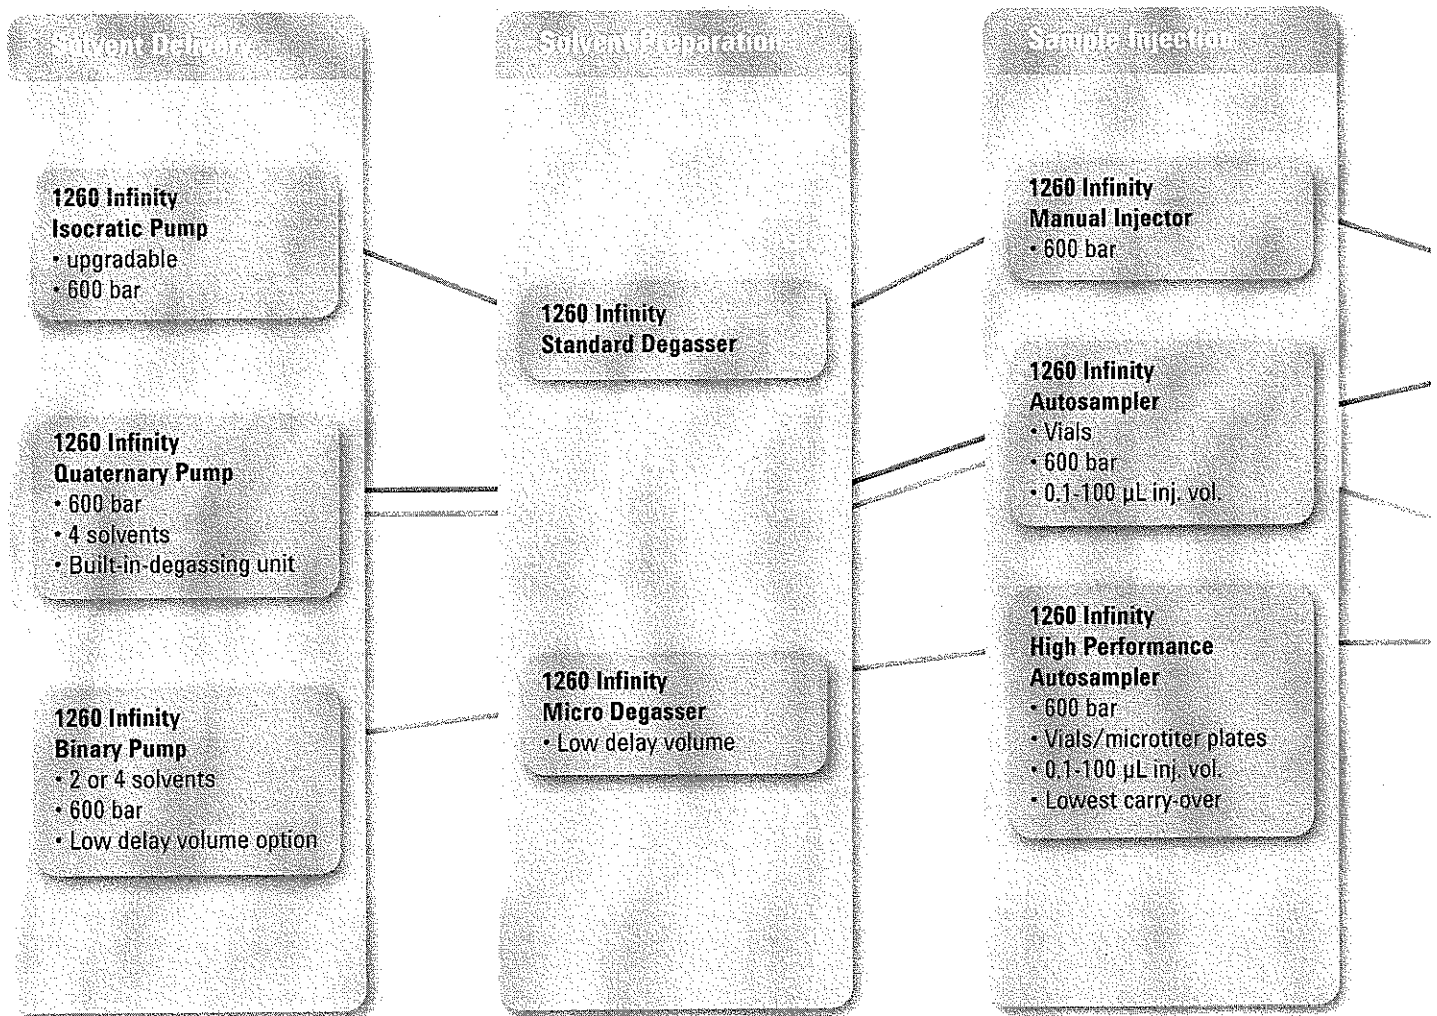 Solvent Delivery
1260 Infinity
Isocratic Pump
• upgradable
• 600 bar
1260 Infinity
Quaternary Pump
• 600 bar
• 4 solvents
• Built-in-degassing unit
1260 Infinity
Binary Pump
• 2 or 4 solvents
• 600 bar
• Low delay volume option
Solvent Preparation
1260 Infinity
Standard Degasser
1260 Infinity
Micro Degasser
• Low delay volume
Sample Injection
1260 Infinity
Manual Injector
• 600 bar
1260 Infinity
Autosampler
• Vials
• 600 bar
• 0.1-100 µL inj. vol.
1260 Infinity
High Performance
Autosampler
• 600 bar
• Vials/microtiter plates
• 0.1-100 µL inj. vol.
• Lowest carry-over